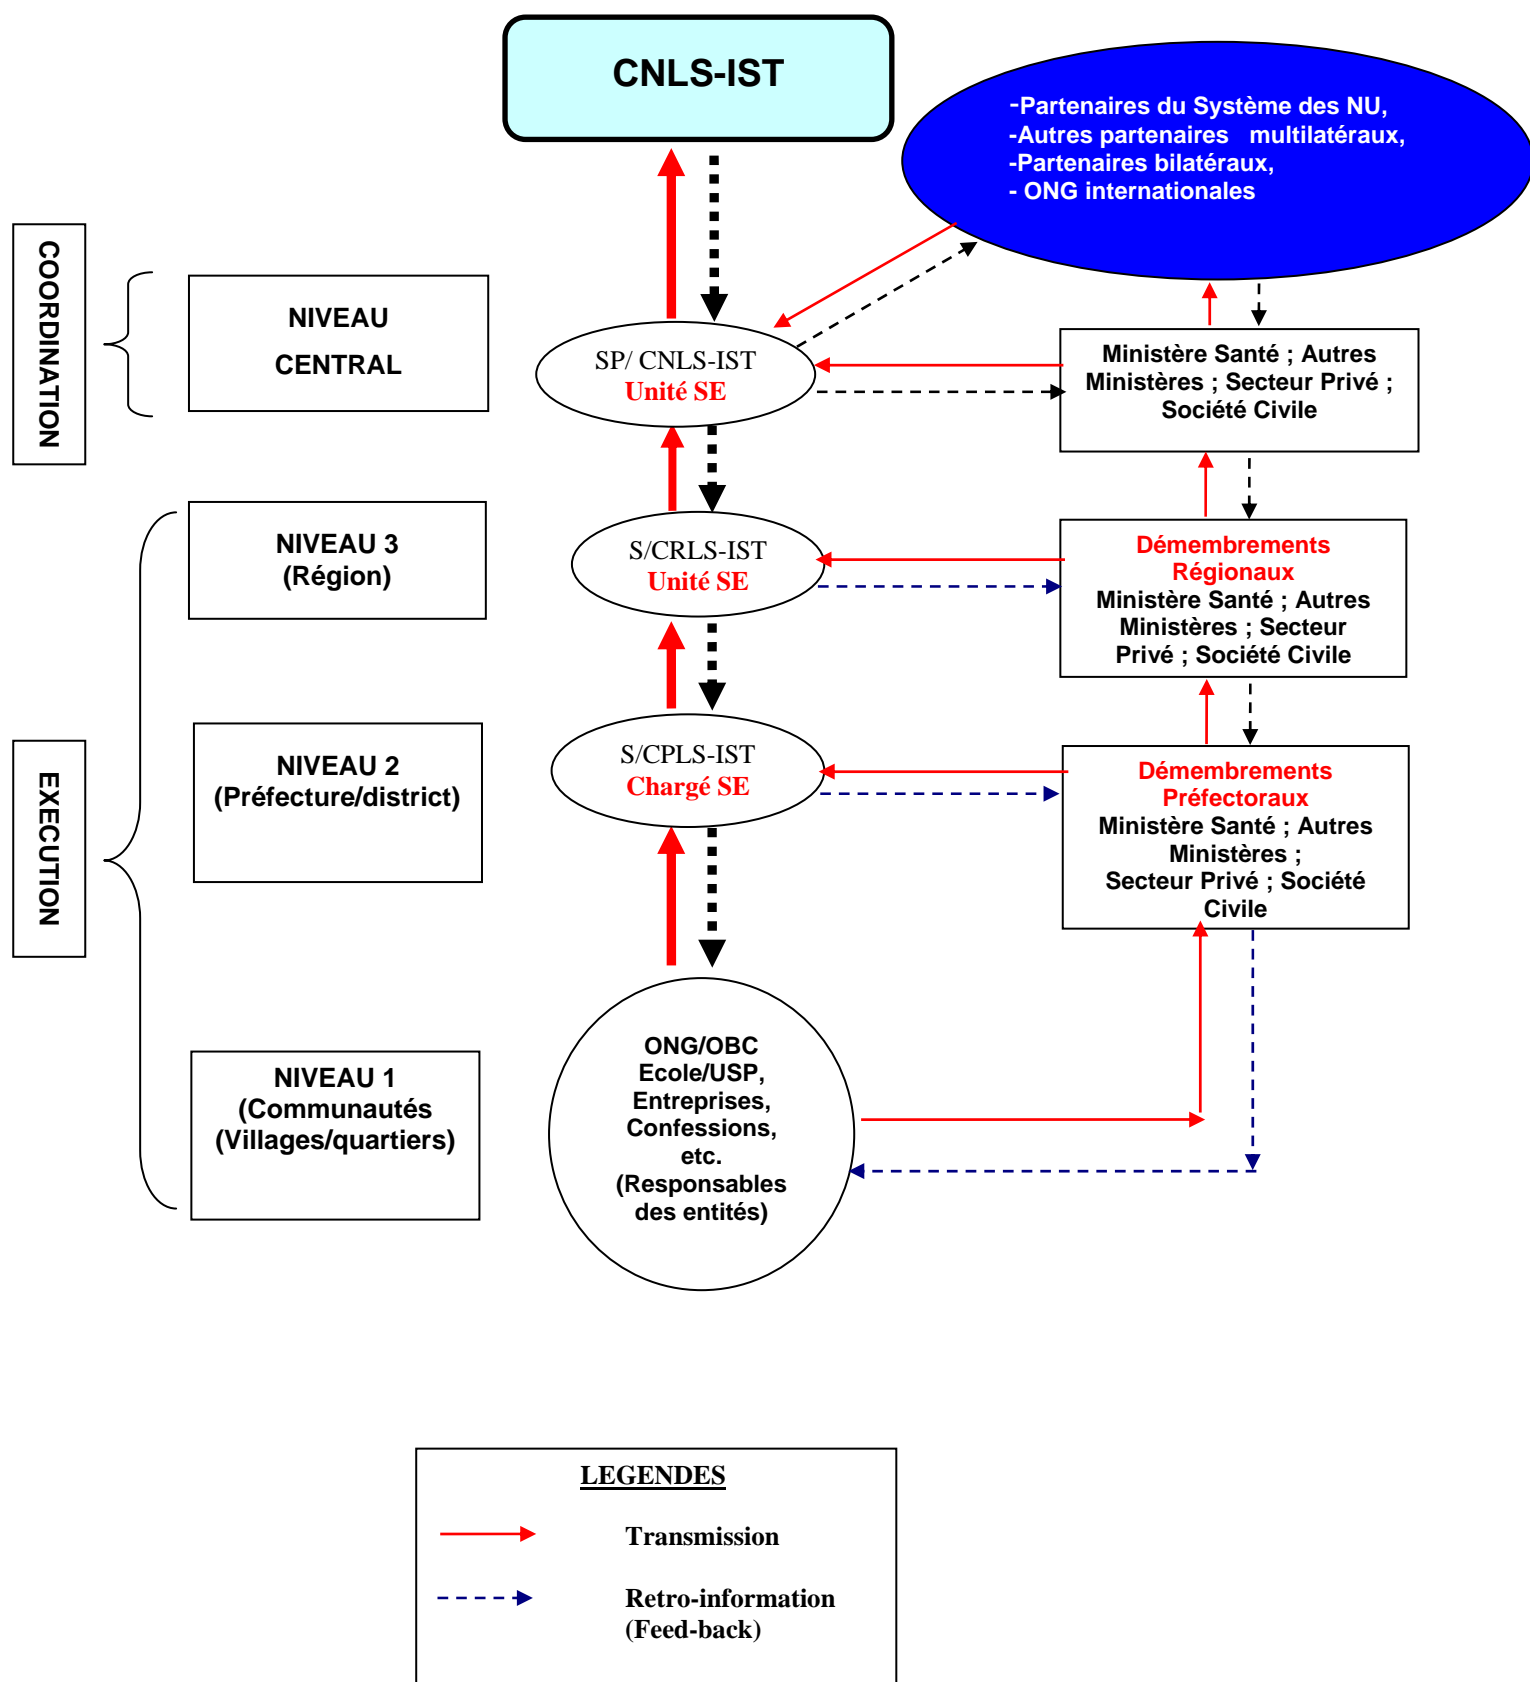 CNLS-IST
-Partenaires du Système des NU,
-Autres partenaires multilatéraux,
-Partenaires bilatéraux,
- ONG internationales
COORDINATION
NIVEAU
CENTRAL
SP/ CNLS-IST
Unité SE
Ministère Santé ; Autres
Ministères ; Secteur Privé ;
Société Civile
NIVEAU 3
(Région)
S/CRLS-IST
Unité SE
Démembrements
Régionaux
Ministère Santé ; Autres
Ministères ; Secteur
Privé ; Société Civile
EXECUTION
NIVEAU 2
(Préfecture/district)
S/CPLS-IST
Chargé SE
Démembrements
Préfectoraux
Ministère Santé ; Autres
Ministères ;
Secteur Privé ; Société
Civile
NIVEAU 1
(Communautés
(Villages/quartiers)
ONG/OBC
Ecole/USP,
Entreprises,
Confessions,
etc.
(Responsables
des entités)
LEGENDES
Transmission
Retro-information
(Feed-back)